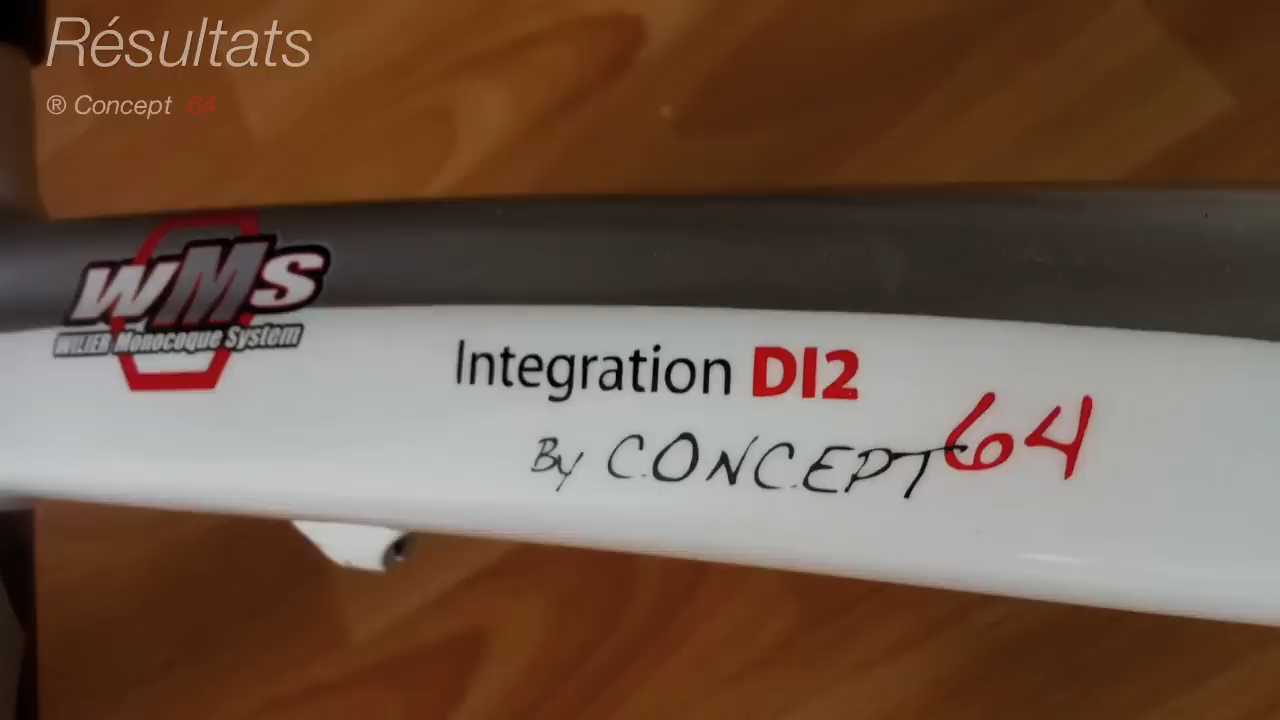 Résultats
® Concept 64
WMS
WILIER Monocoque System
Integration DI2
By CONCEPT 64